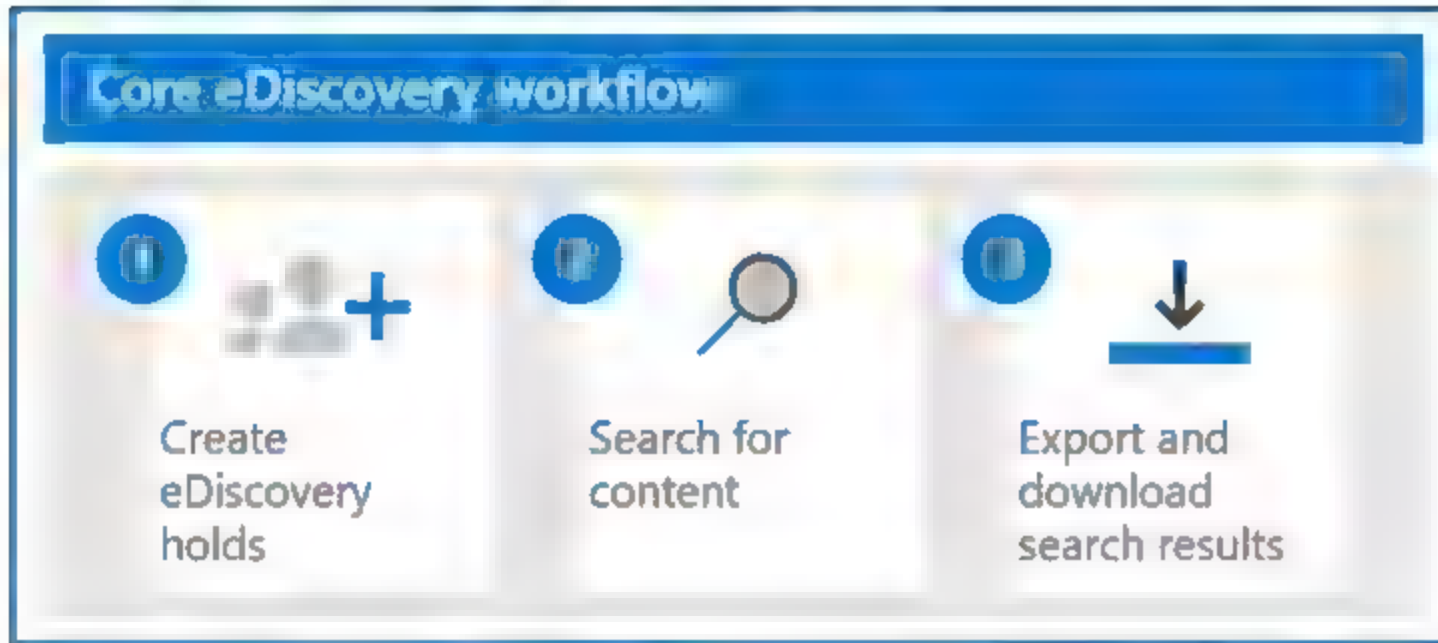 Core eDiscovery workflow
Create
eDiscovery
holds
Search for
content
Export and
download
search results